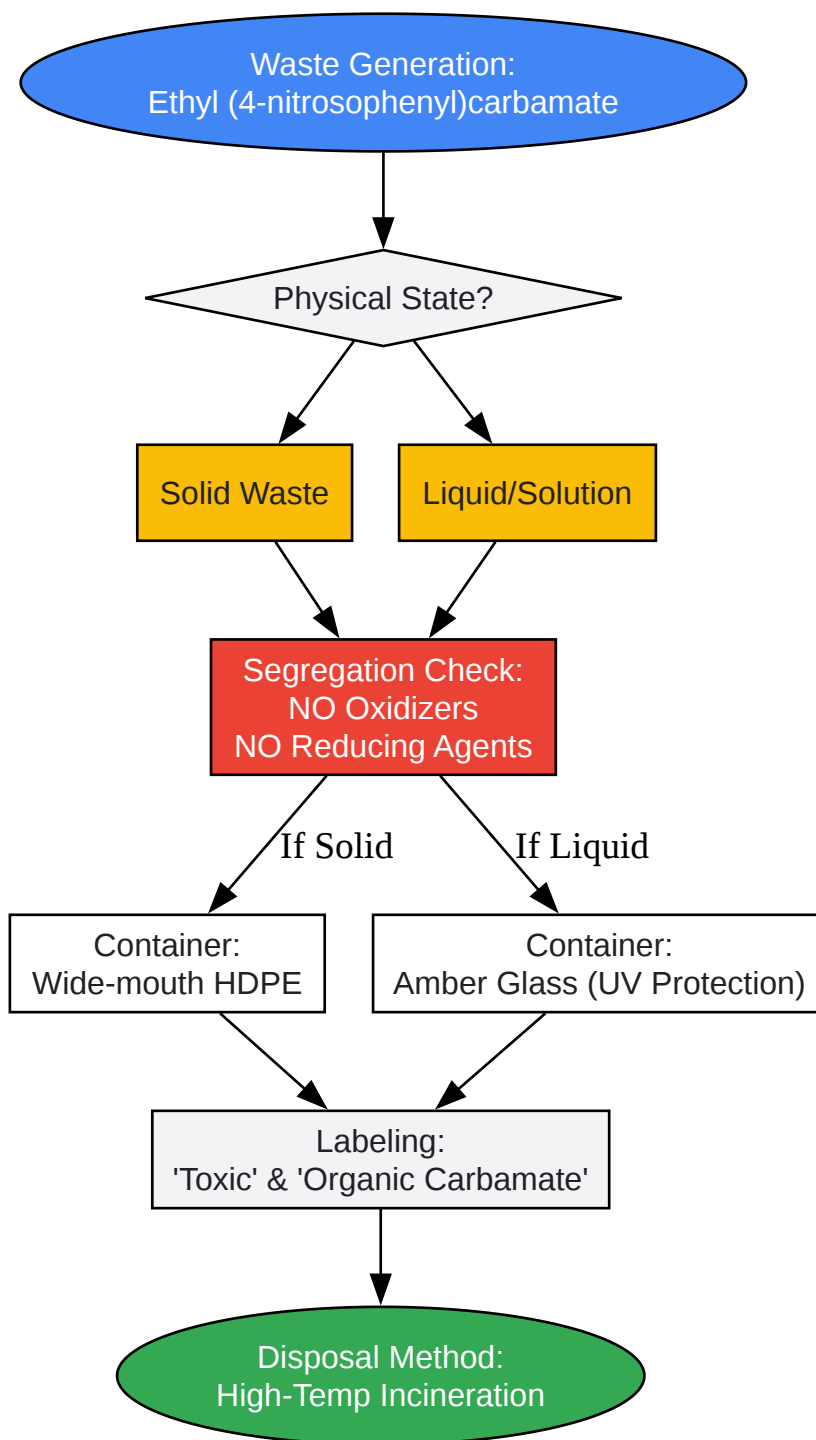 Waste Generation:
Ethyl (4-nitrosophenyl)carbamate
Physical State?
Solid Waste
Liquid/Solution
Segregation Check:
NO Oxidizers
NO Reducing Agents
If Solid
If Liquid
Container:
Wide-mouth HDPE
Container:
Amber Glass (UV Protection)
Labeling:
'Toxic' & 'Organic Carbamate'
Disposal Method:
High-Temp Incineration